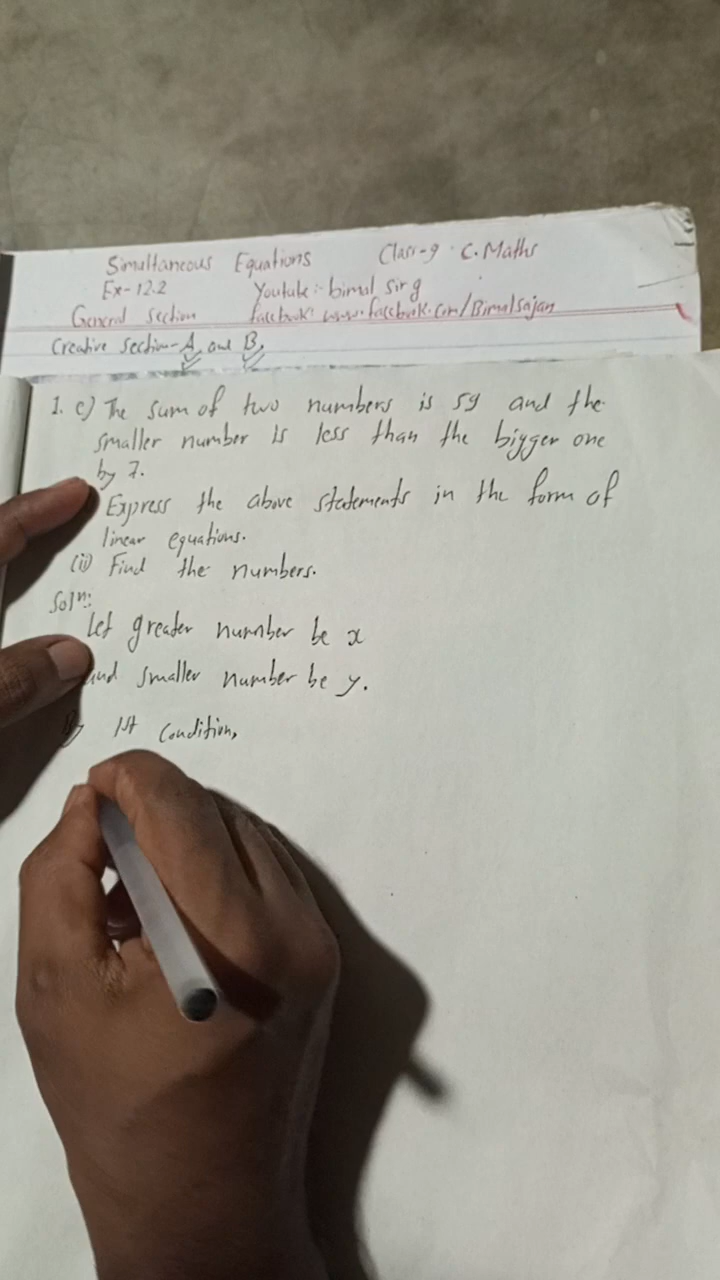 Simultaneous Equations Class-9 C. Maths
Ex-12.2 Youtube:- bimal sir g
General Section facebook: www.facebook.com/Bimalsajan
Creative section-A and B.
1. c) The sum of two numbers is 59 and the
smaller number is less than the bigger one
by 7.
Express the above statements in the form of
linear equations.
(ii) Find the numbers.
Soln:
Let greater number be x
and smaller number be y.
1st Condition,